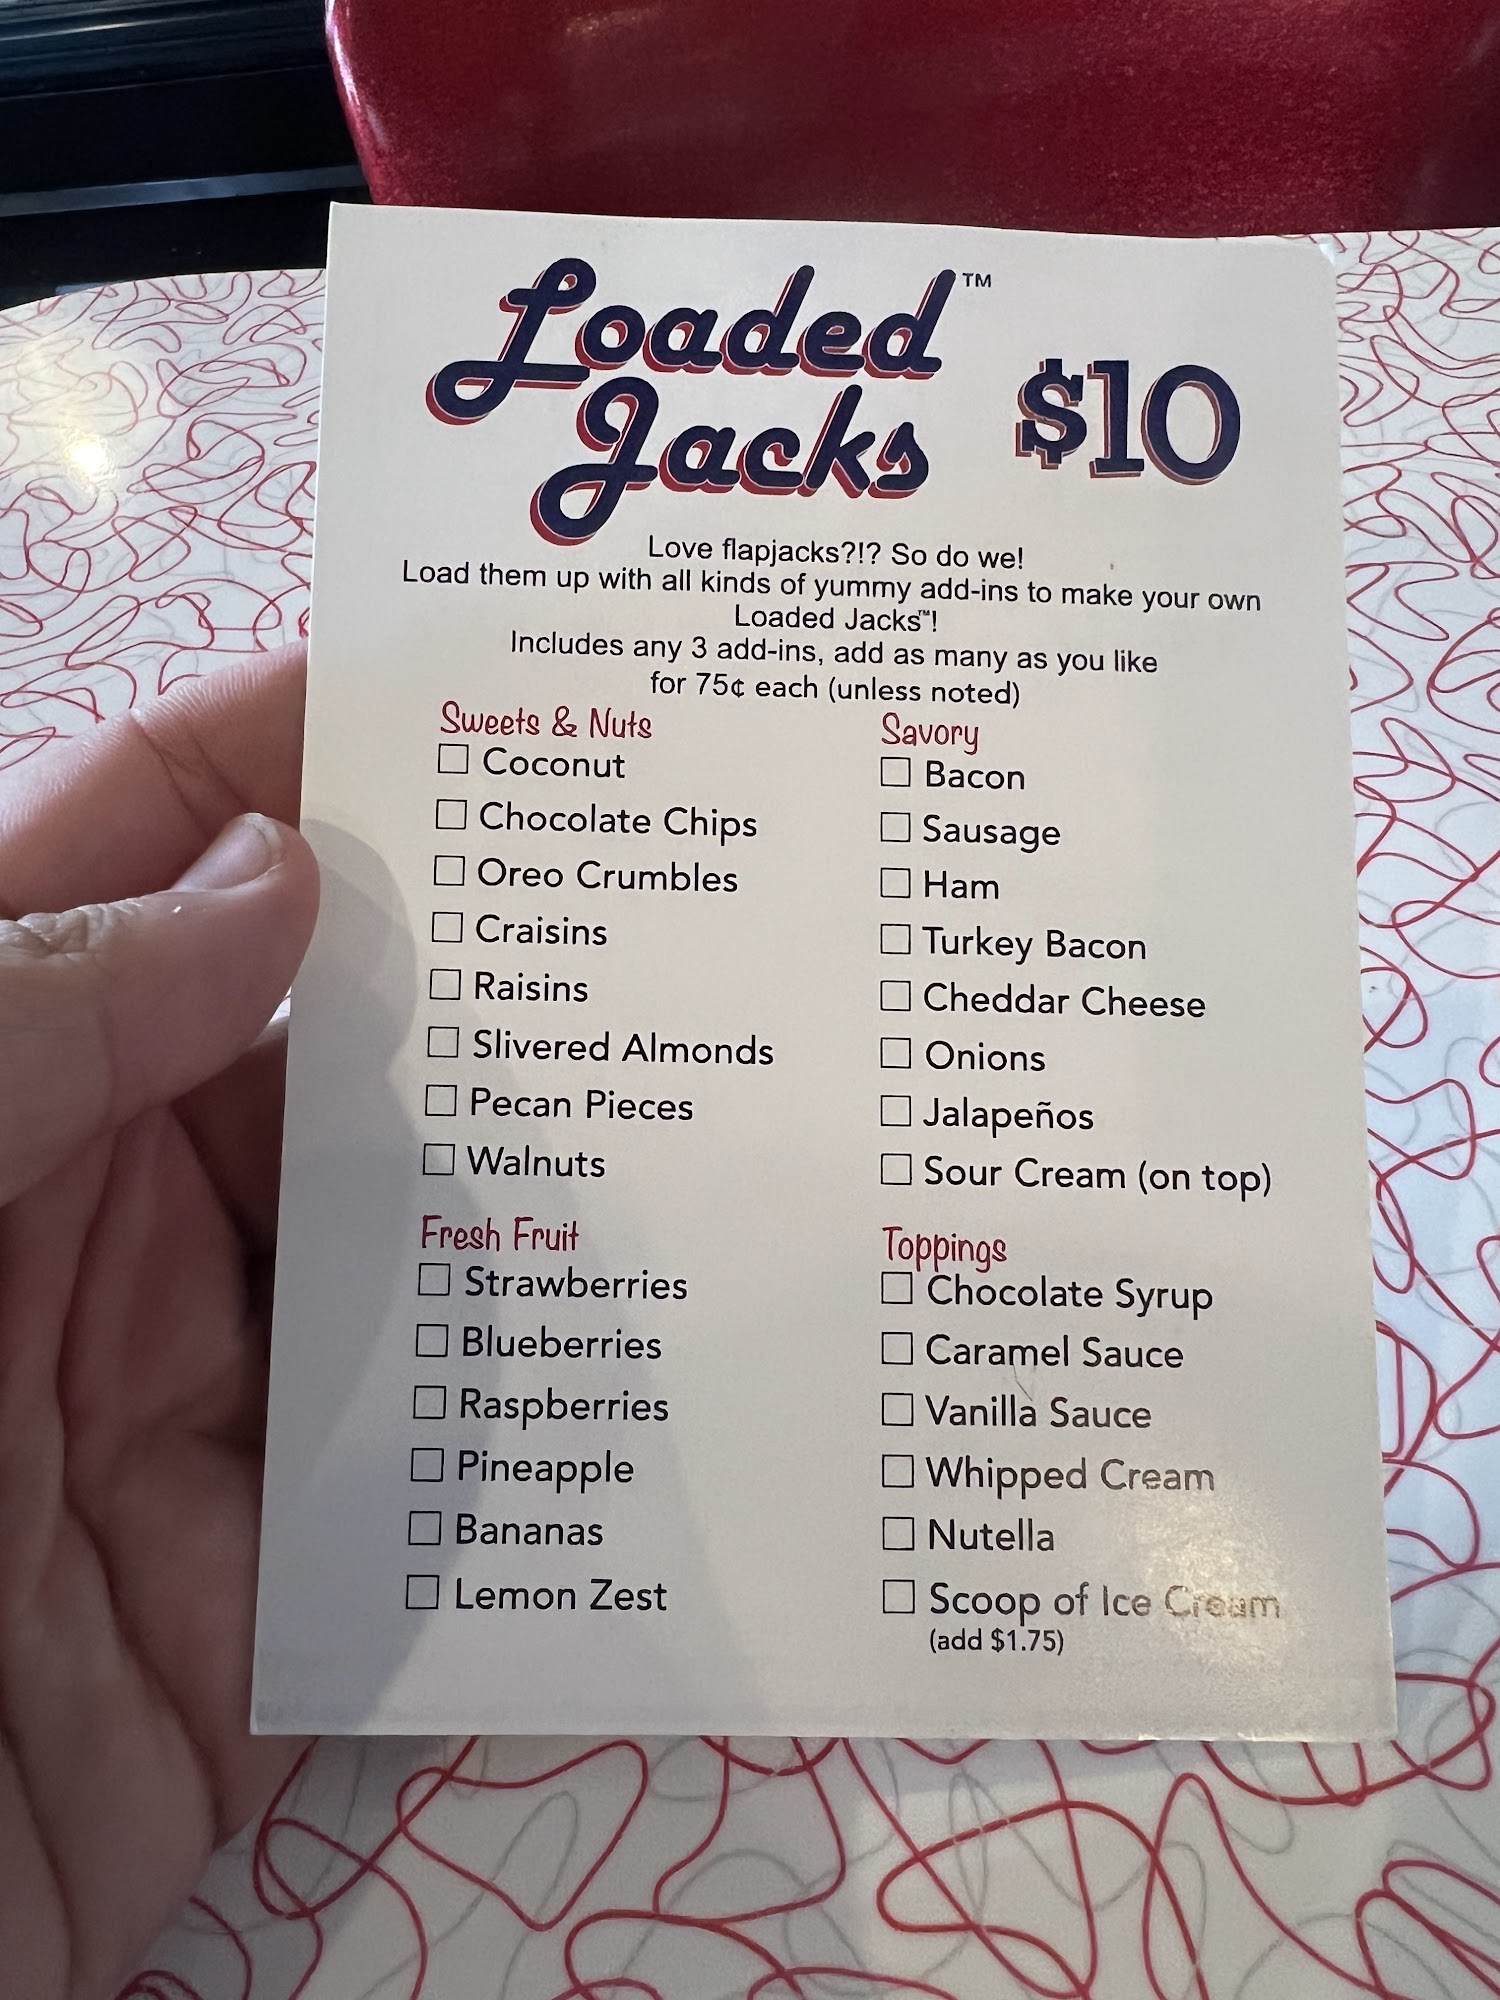 Loaded™
Jacks
$10
Love flapjacks?!? So do we!
Load them up with all kinds of yummy add-ins to make your own
Loaded Jacks™!
Includes any 3 add-ins, add as many as you like
for 75¢ each (unless noted)
Sweets & Nuts
Coconut
Chocolate Chips
Oreo Crumbles
Craisins
Raisins
Slivered Almonds
Pecan Pieces
Walnuts
Fresh Fruit
Strawberries
Blueberries
Raspberries
Pineapple
Bananas
Lemon Zest
Savory
Bacon
Sausage
Ham
Turkey Bacon
Cheddar Cheese
Onions
Jalapeños
Sour Cream (on top)
Toppings
Chocolate Syrup
Caramel Sauce
Vanilla Sauce
Whipped Cream
Nutella
Scoop of Ice Cream
(add $1.75)